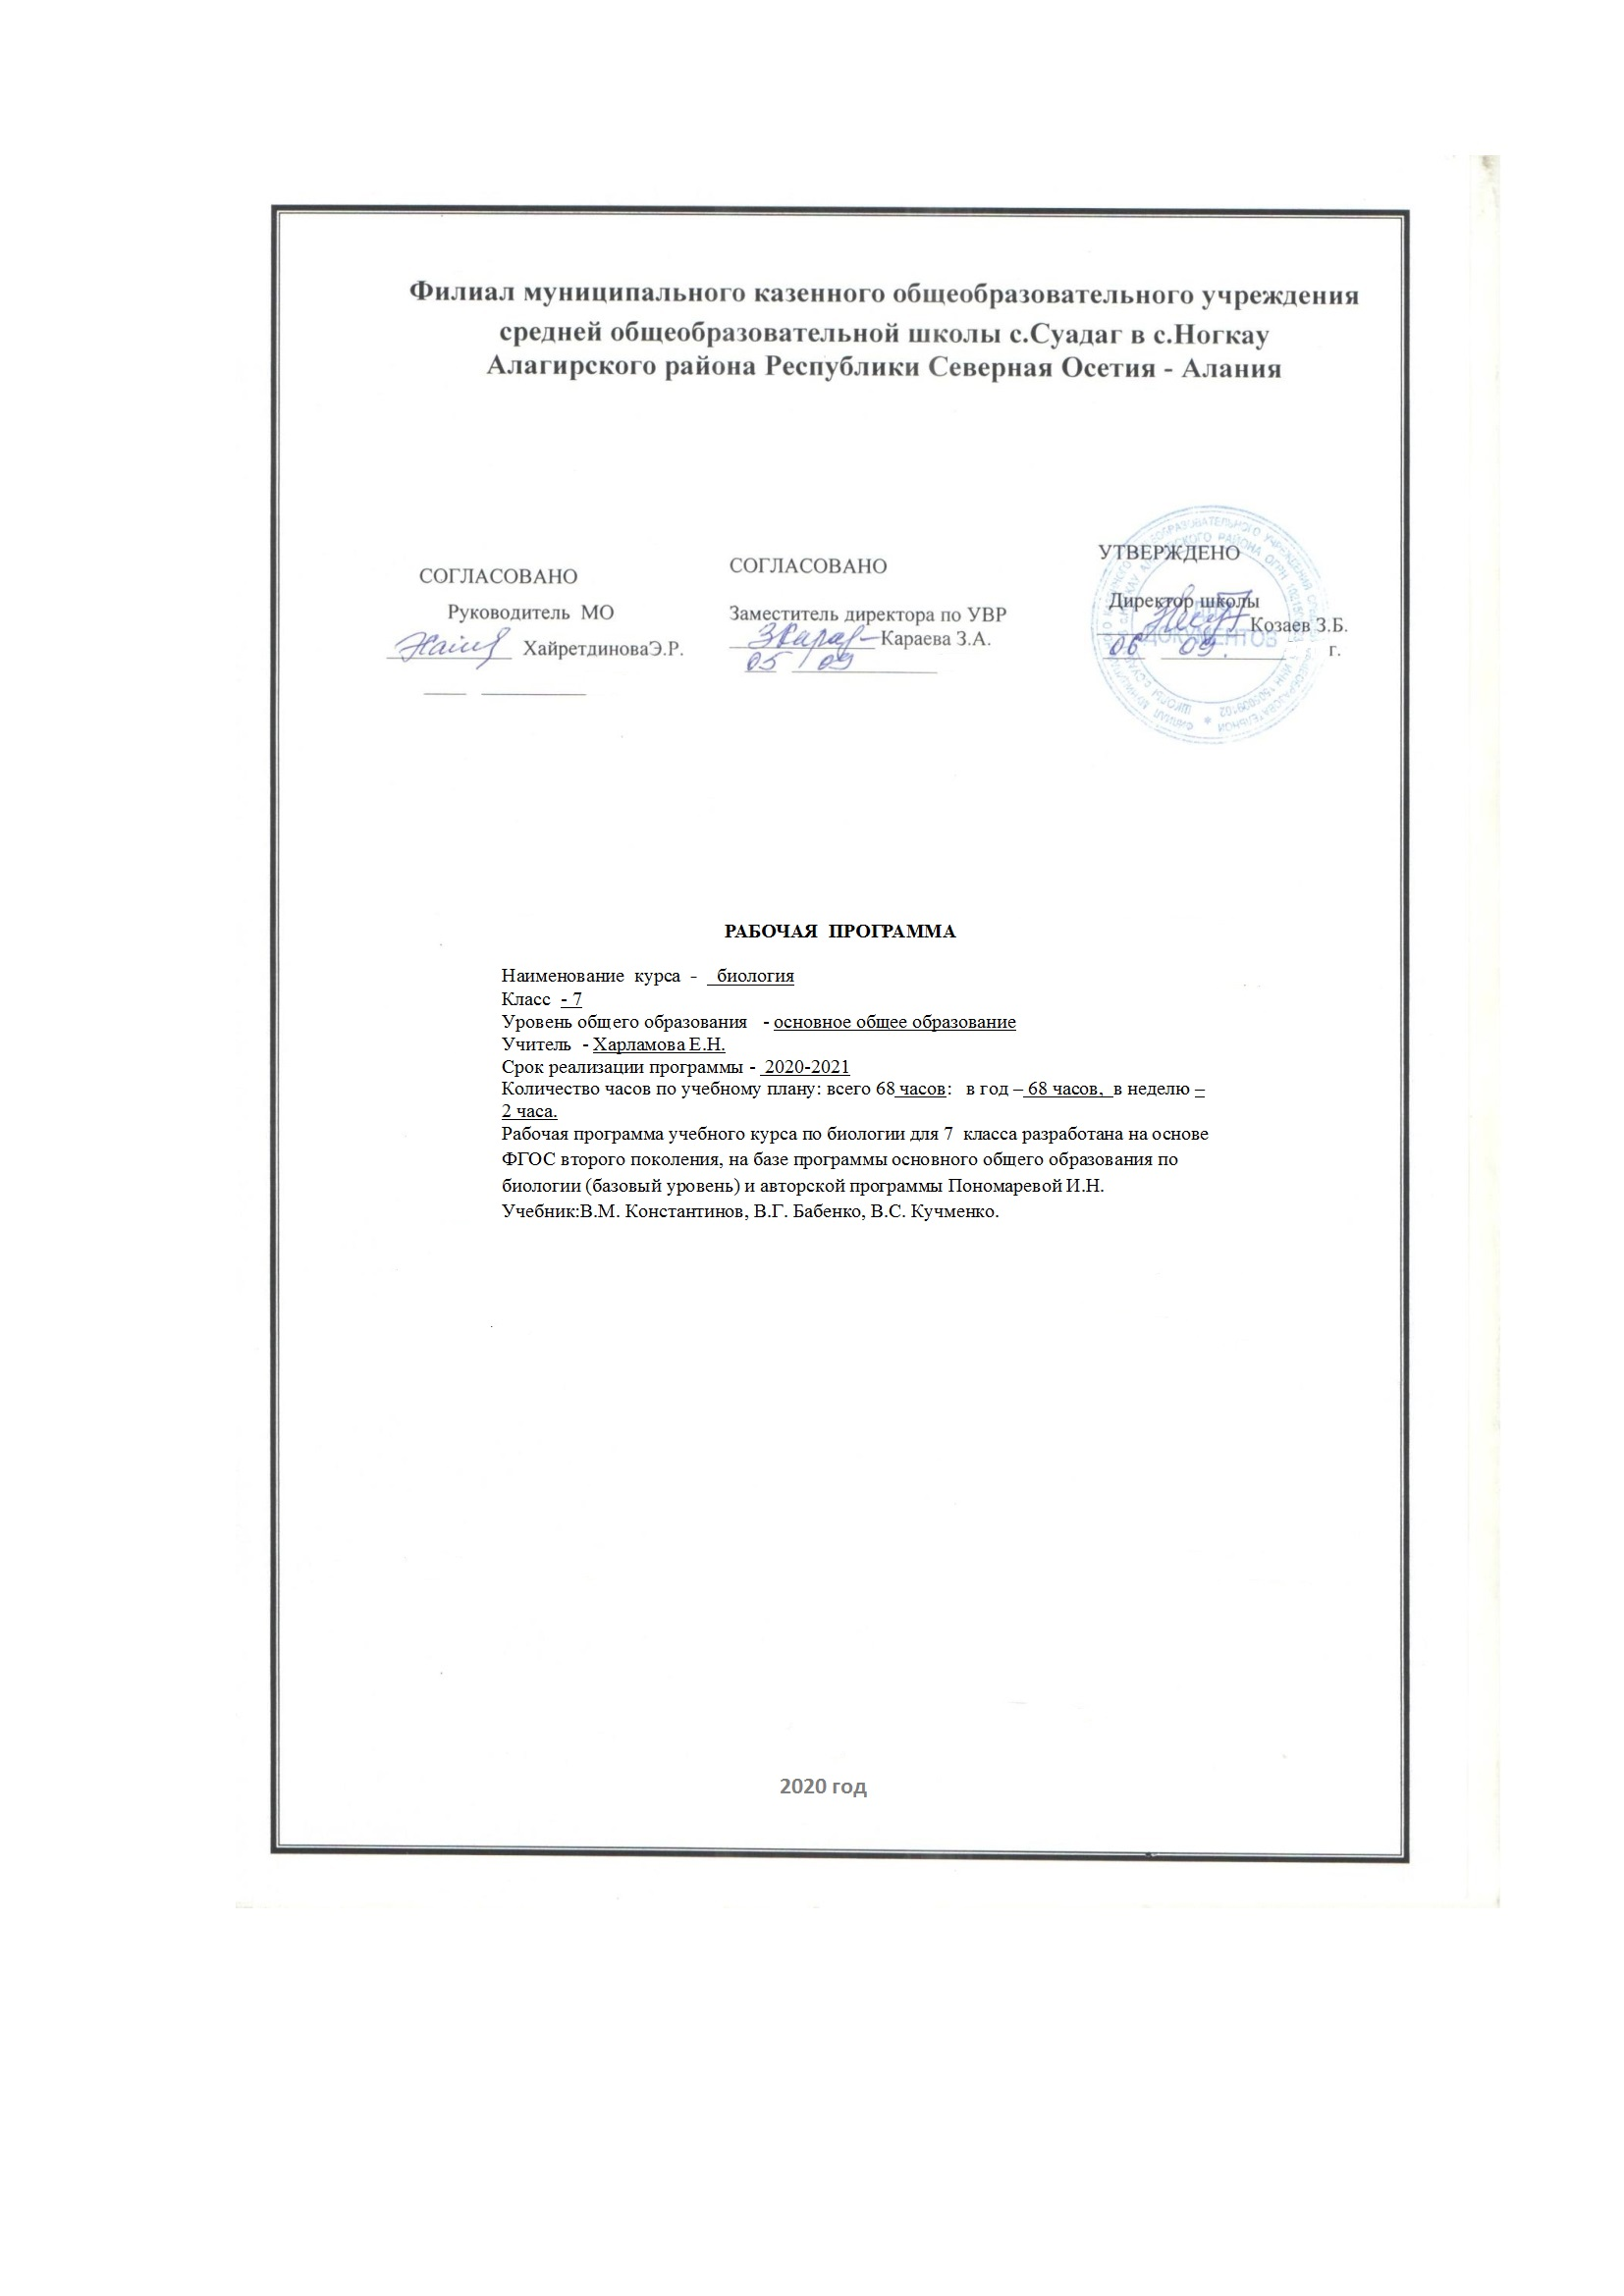 Филиал муниципального казенного общеобразовательного учреждения
средней общеобразовательной школы с.Суадаг в с.Ногкау
Алагирского района Республики Северная Осетия - Алания
СОГЛАСОВАНО
Руководитель МО
ХайретдиноваЭ.Р.
СОГЛАСОВАНО
Заместитель директора по УВР
Караева З.А.
05 09
УТВЕРЖДЕНО
Директор школы
Козаев З.Б.
06 09. г.
ДОКУМЕНТОВ
РАБОЧАЯ ПРОГРАММА
Наименование курса - биология
Класс - 7
Уровень общего образования - основное общее образование
Учитель - Харламова Е.Н.
Срок реализации программы - 2020-2021
Количество часов по учебному плану: всего 68 часов: в год – 68 часов, в неделю –
2 часа.
Рабочая программа учебного курса по биологии для 7 класса разработана на основе
ФГОС второго поколения, на базе программы основного общего образования по
биологии (базовый уровень) и авторской программы Пономаревой И.Н.
Учебник:В.М. Константинов, В.Г. Бабенко, В.С. Кучменко.
2020 год